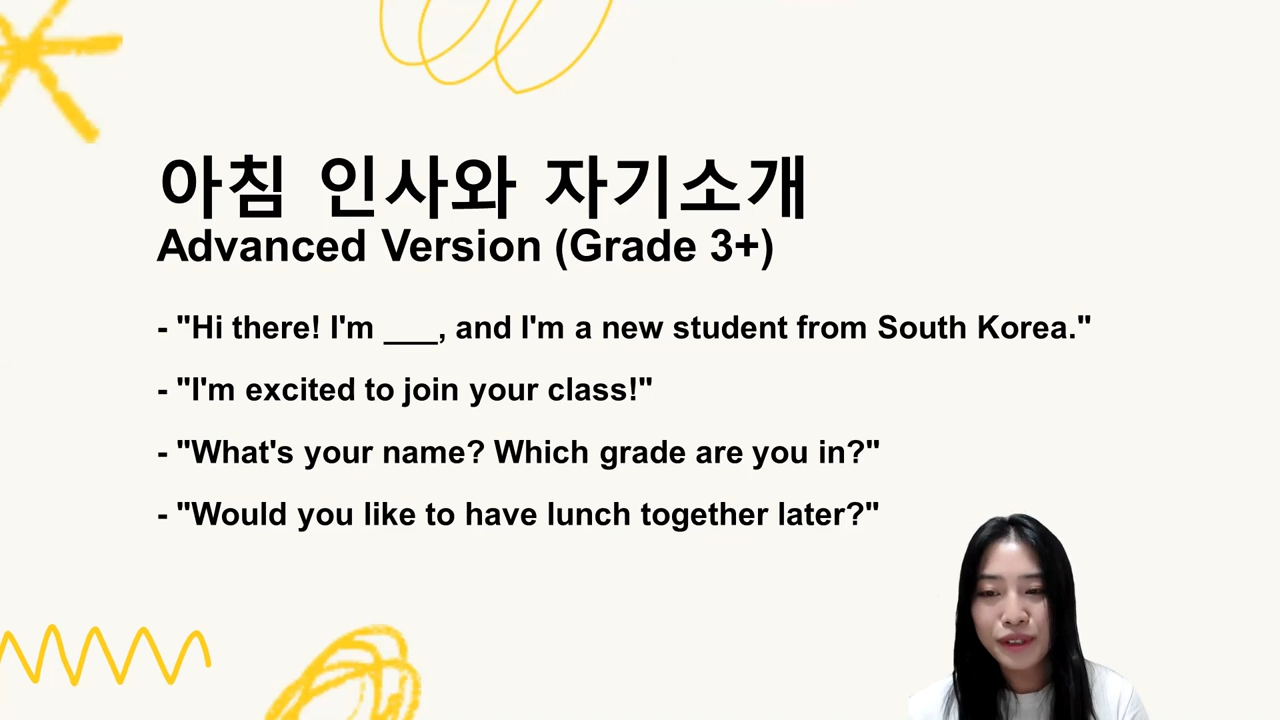 아침 인사와 자기소개
Advanced Version (Grade 3+)
- "Hi there! I'm ___, and I'm a new student from South Korea."
- "I'm excited to join your class!"
- "What's your name? Which grade are you in?"
- "Would you like to have lunch together later?"